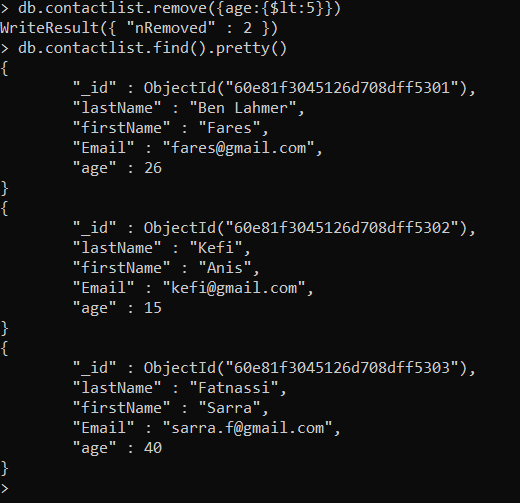 > db.contactlist.remove({age:{$lt:5}})
WriteResult({ "nRemoved" : 2 })
> db.contactlist.find().pretty()
{
        "_id" : ObjectId("60e81f3045126d708dff5301"),
        "lastName" : "Ben Lahmer",
        "firstName" : "Fares",
        "Email" : "fares@gmail.com",
        "age" : 26
}
{
        "_id" : ObjectId("60e81f3045126d708dff5302"),
        "lastName" : "Kefi",
        "firstName" : "Anis",
        "Email" : "kefi@gmail.com",
        "age" : 15
}
{
        "_id" : ObjectId("60e81f3045126d708dff5303"),
        "lastName" : "Fatnassi",
        "firstName" : "Sarra",
        "Email" : "sarra.f@gmail.com",
        "age" : 40
}
>